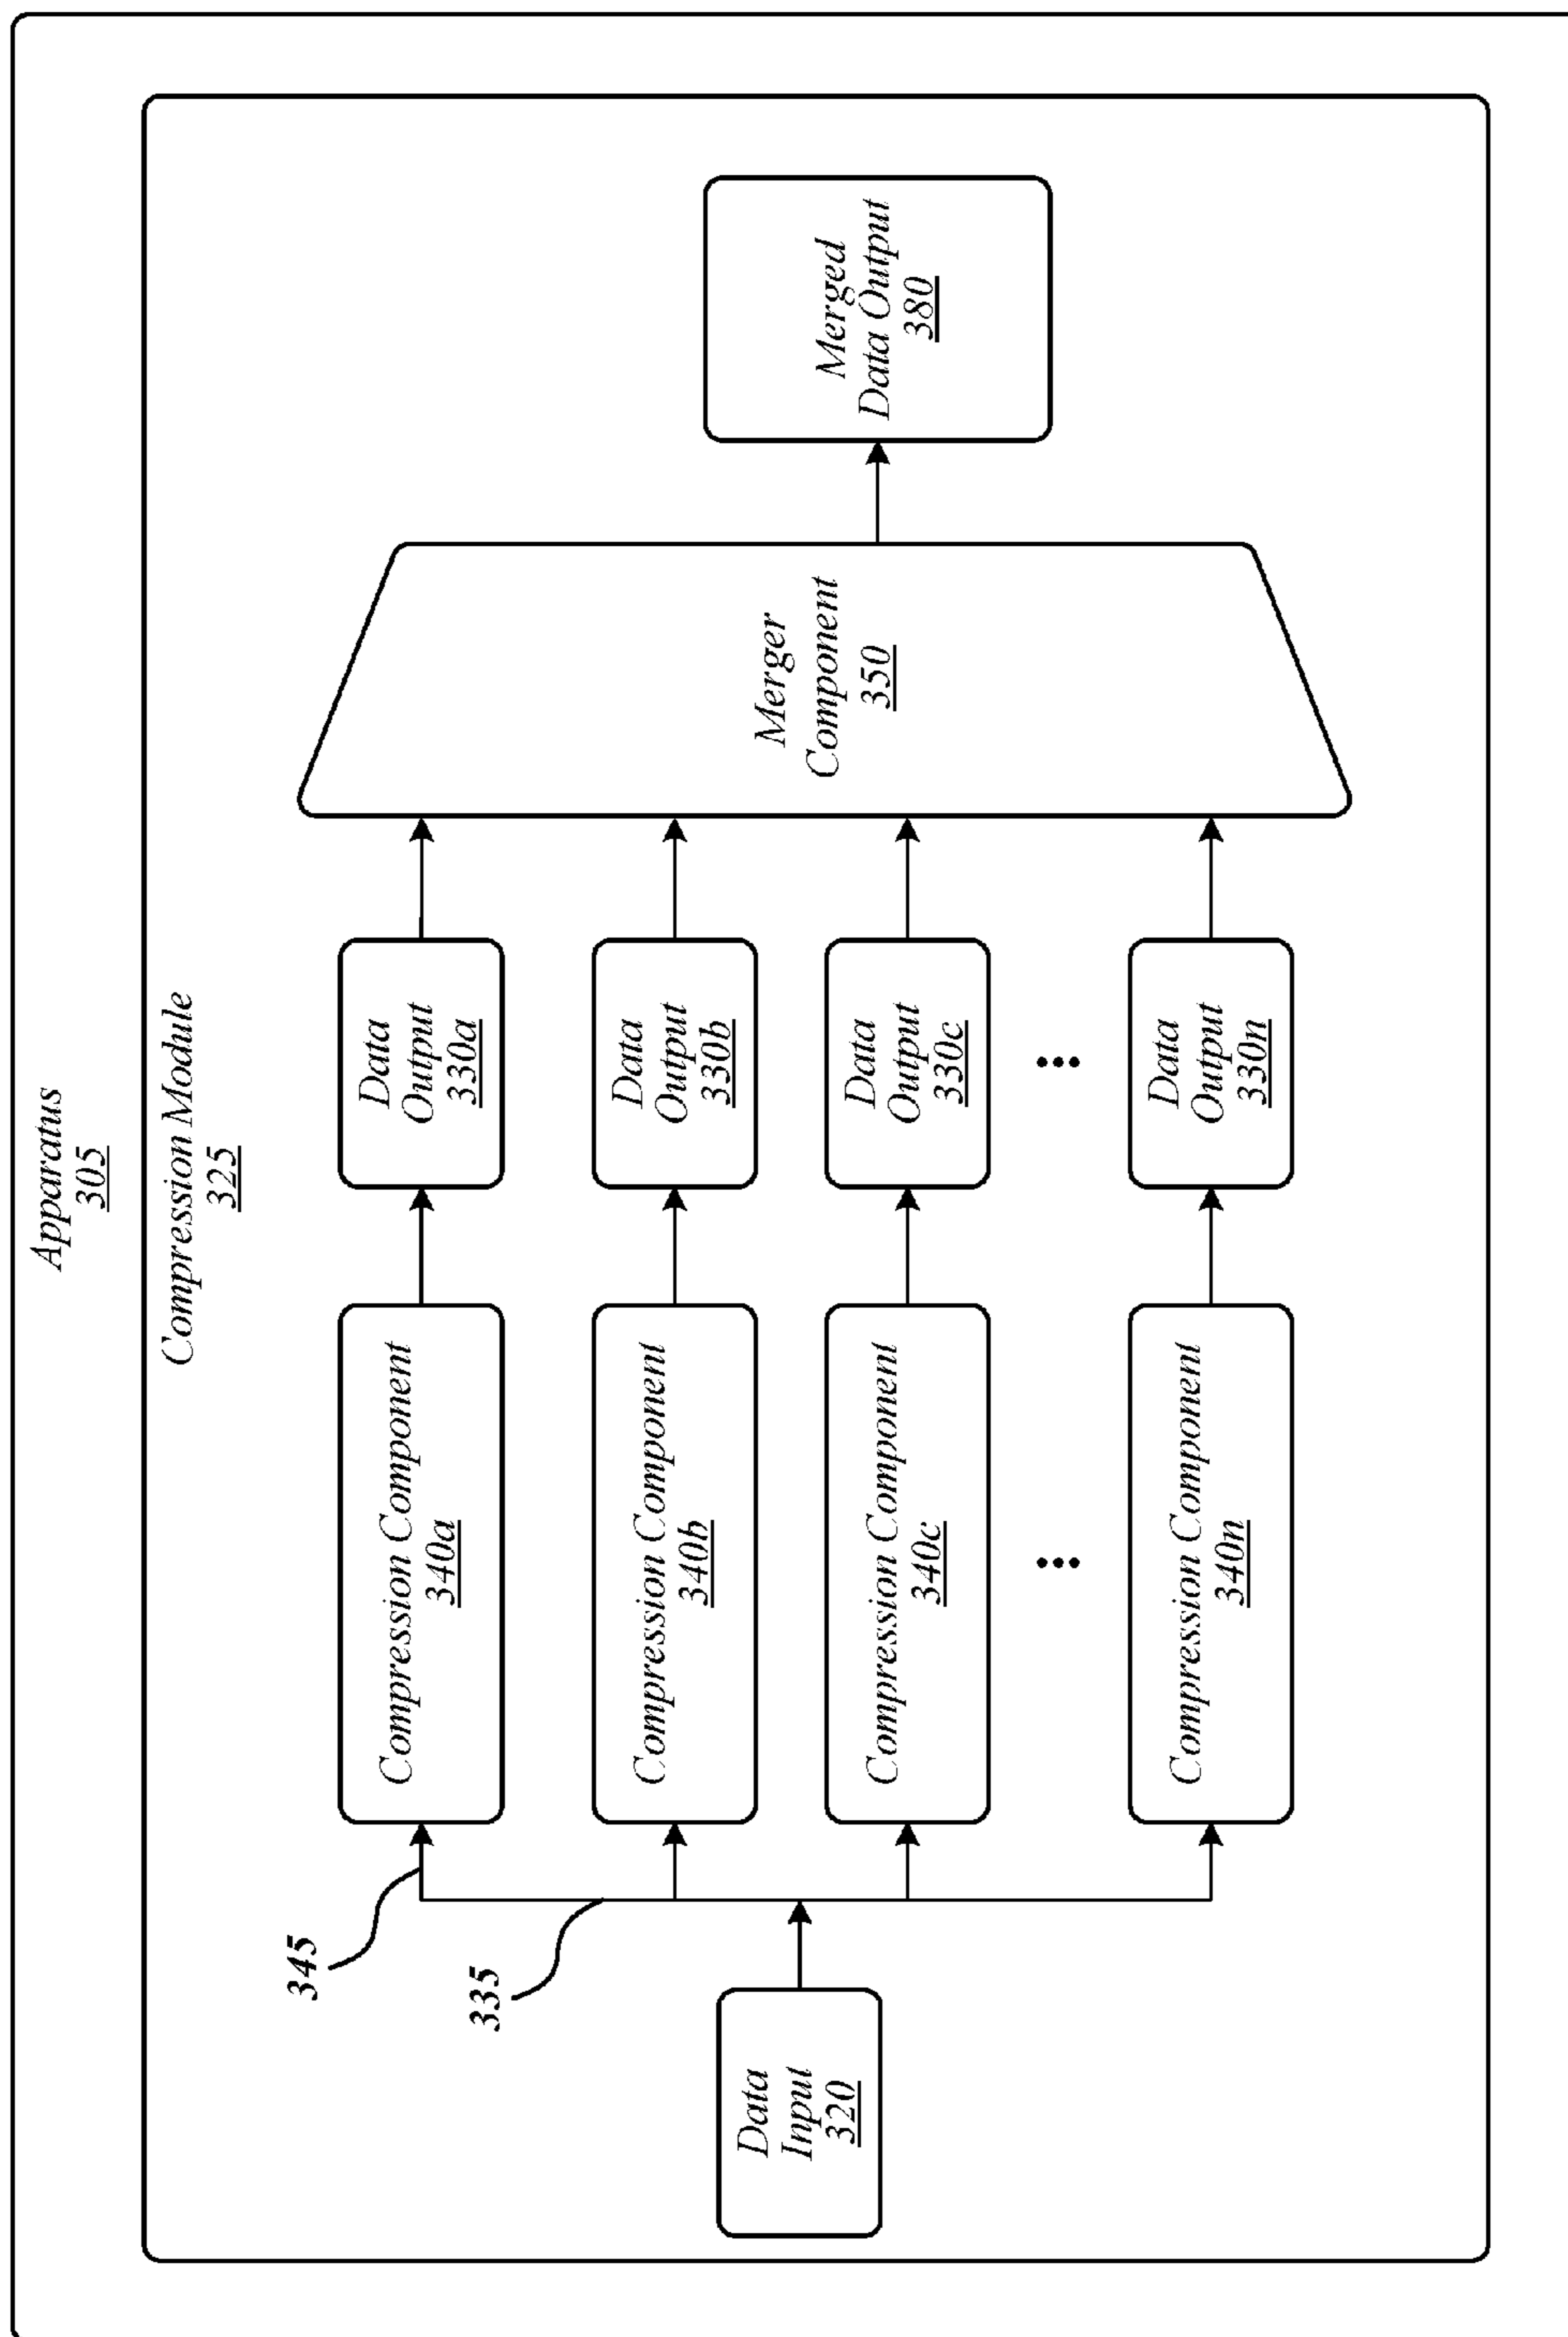 Apparatus
305
Compression Module
325
345
335
Data
Input
320
Compression Component
340a
Compression Component
340b
Compression Component
340c
...
Compression Component
340n
Data
Output
330a
Data
Output
330b
Data
Output
330c
...
Data
Output
330n
Merger
Component
350
Merged
Data Output
380